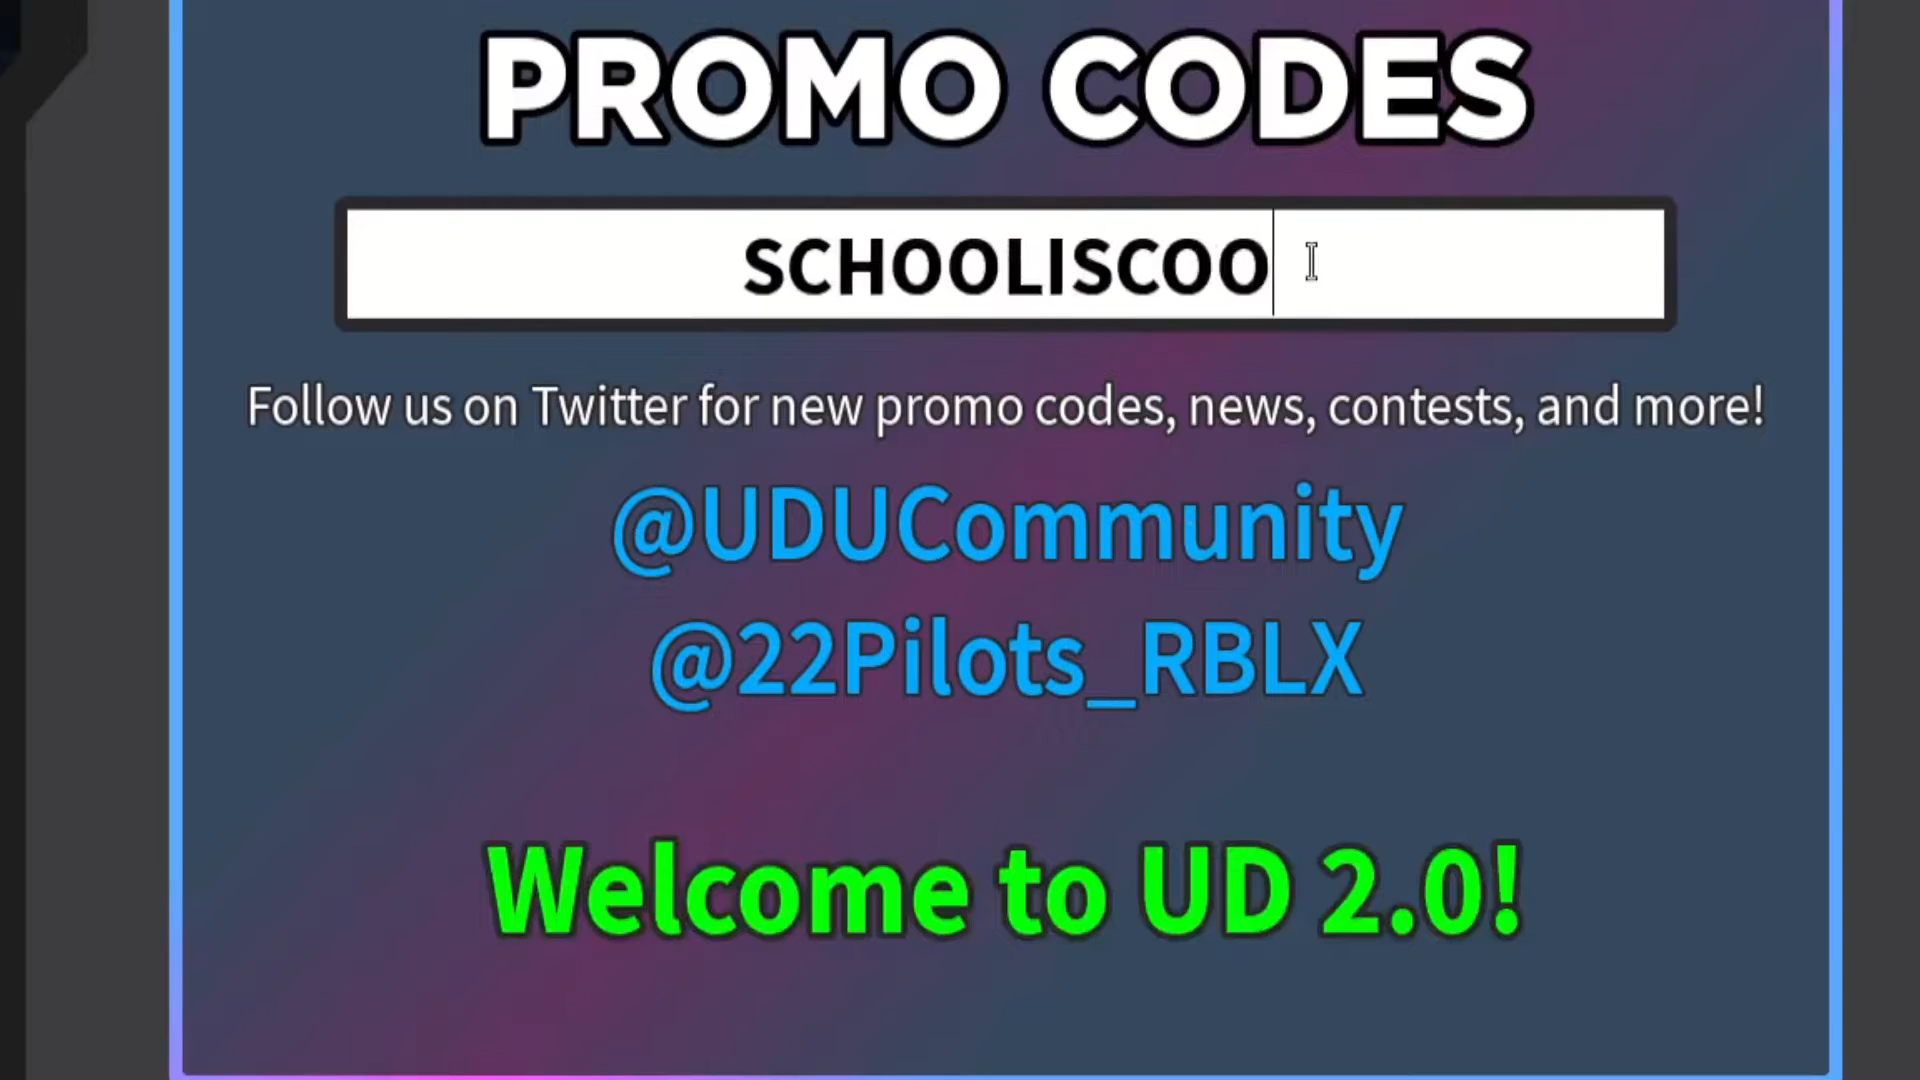 PROMO CODES
SCHOOLISCOO
Follow us on Twitter for new promo codes, news, contests, and more!
@UDUCommunity
@22Pilots_RBLX
Welcome to UD 2.0!